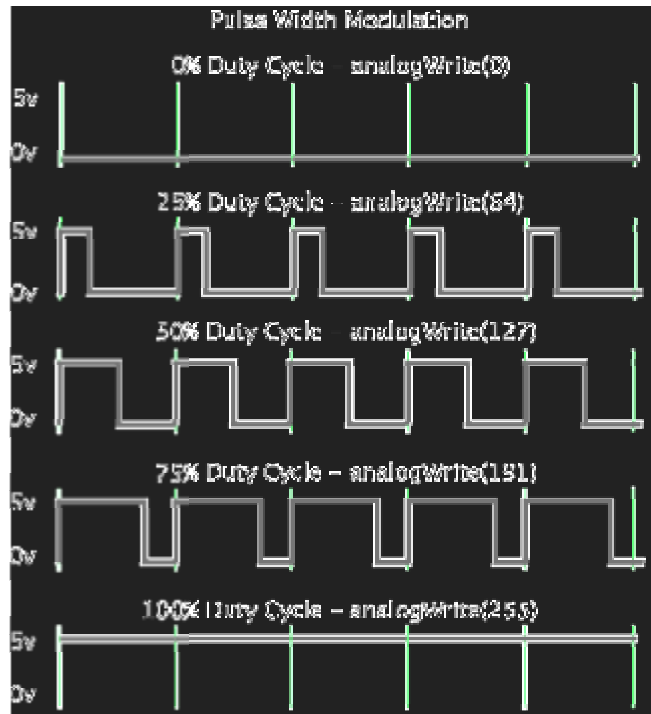 Pulse Width Modulation
0% Duty Cycle – analogWrite(0)
5v
0v
25% Duty Cycle – analogWrite(64)
5v
0v
50% Duty Cycle – analogWrite(127)
5v
0v
75% Duty Cycle – analogWrite(191)
5v
0v
100% Duty Cycle – analogWrite(255)
5v
0v